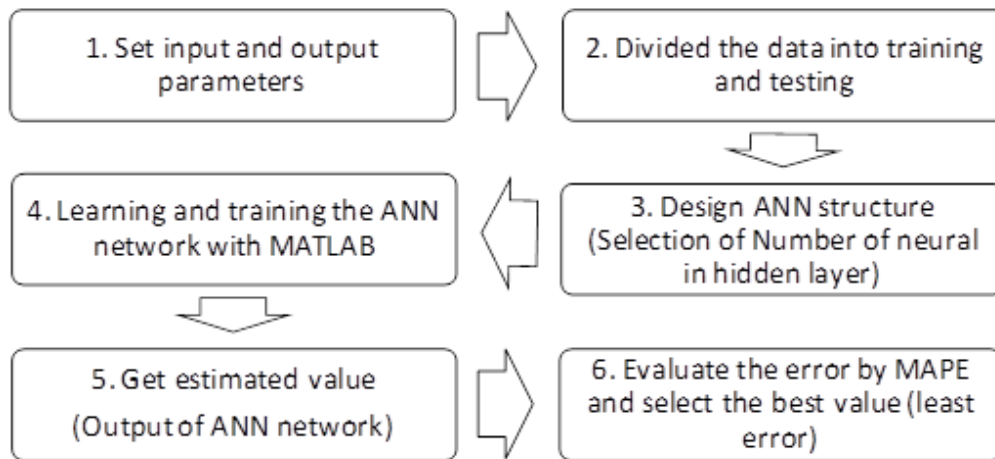 1. Set input and output
parameters
2. Divided the data into training
and testing
3. Design ANN structure
(Selection of Number of neural
in hidden layer)
4. Learning and training the ANN
network with MATLAB
5. Get estimated value
(Output of ANN network)
6. Evaluate the error by MAPE
and select the best value (least
error)